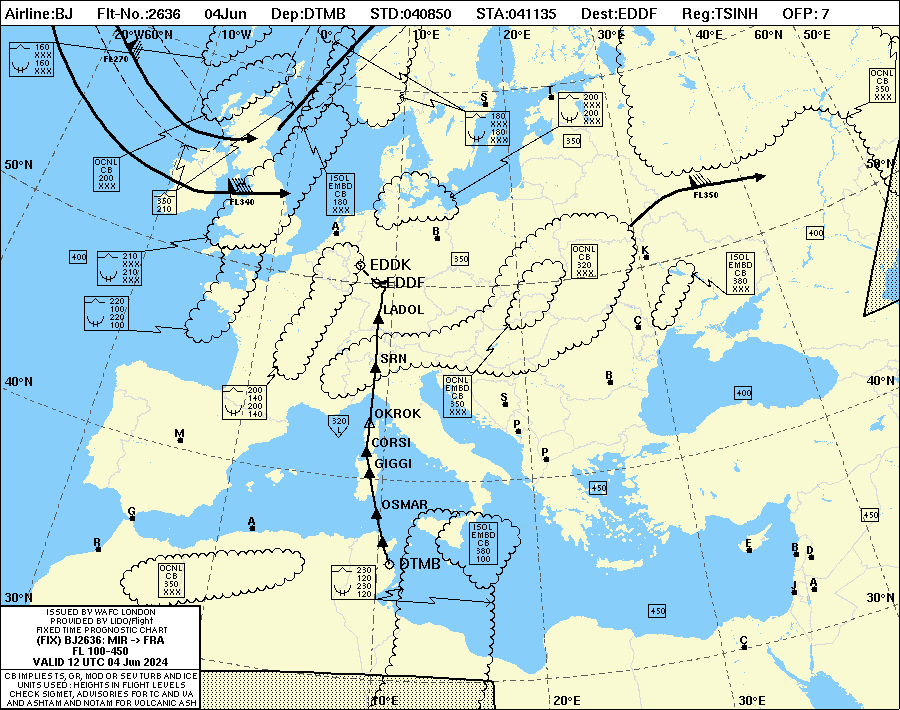 Airline:BJ Flt-No.:2636 04Jun Dep:DTMB STD:040850 STA:041135 Dest:EDDF Reg:TSINH OFP: 7
20°W60°N 10°W 0° 10°E 20°E 30°E 40°E 60°N 50°E
160
XXX
160
XXX
FL270
OCNL
CB
350
XXX
S
T
200
XXX
200
XXX
180
XXX
180
XXX
350
50°N
50°N
OCNL
CB
200
XXX
ISOL
EMBD
CB
180
XXX
350
210
FL340
FL350
A
B
400
400
210
XXX
210
XXX
EDDK
350
OCNL
CB
320
XXX
K
ISOL
EMBD
CB
380
XXX
EDDF
220
100
220
100
LADOL
C
SRN
40°N
40°N
200
140
200
140
OCNL
EMBD
CB
350
XXX
B
400
S
320
L
OKROK
P
M
CORSI
GIGGI
P
450
OSMAR
G
A
450
R
ISOL
EMBD
CB
380
100
E
B
D
DTMB
OCNL
CB
350
XXX
230
120
230
120
J
A
30°N
30°N
450
C
ISSUED BY WAFC LONDON
PROVIDED BY LIDO/Flight
FIXED TIME PROGNOSTIC CHART
(FIX) BJ2636: MIR -> FRA
FL 100-450
VALID 12 UTC 04 Jun 2024
CB IMPLIES TS, GR, MOD OR SEV TURB AND ICE
UNITS USED : HEIGHTS IN FLIGHT LEVELS
CHECK SIGMET, ADVISORIES FOR TC AND VA
AND ASHTAM AND NOTAM FOR VOLCANIC ASH
10°E 20°E 30°E